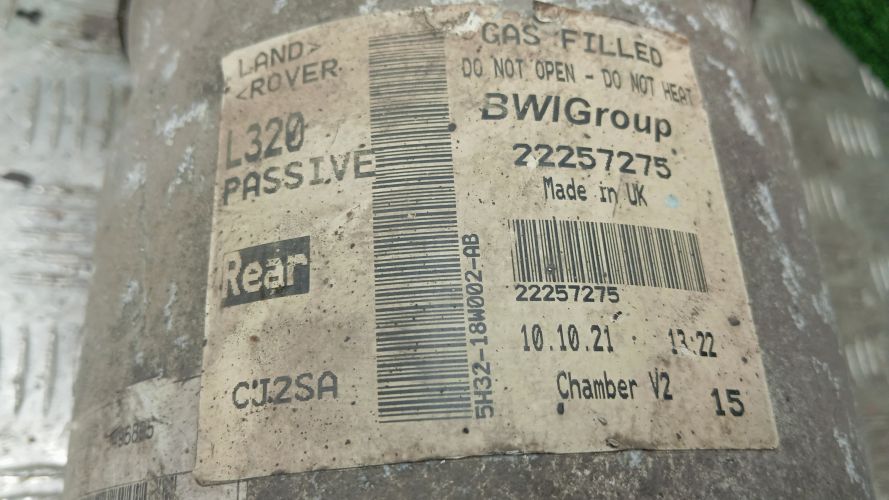 LAND>
<ROVER
L320
PASSIVE
Rear
CJ2SA
5H32-18W002-AB
GAS FILLED
DO NOT OPEN - DO NOT HEAT
BWIGroup
22257275
Made in UK
22257275
10.10.21 13:22
Chamber V2
15